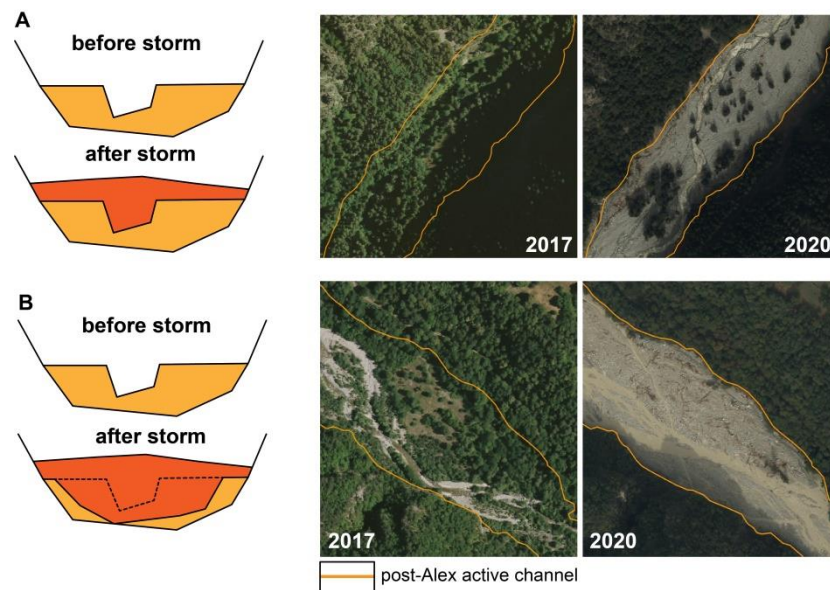 A
before storm
after storm
2017
2020
B
before storm
after storm
2017
2020
post-Alex active channel